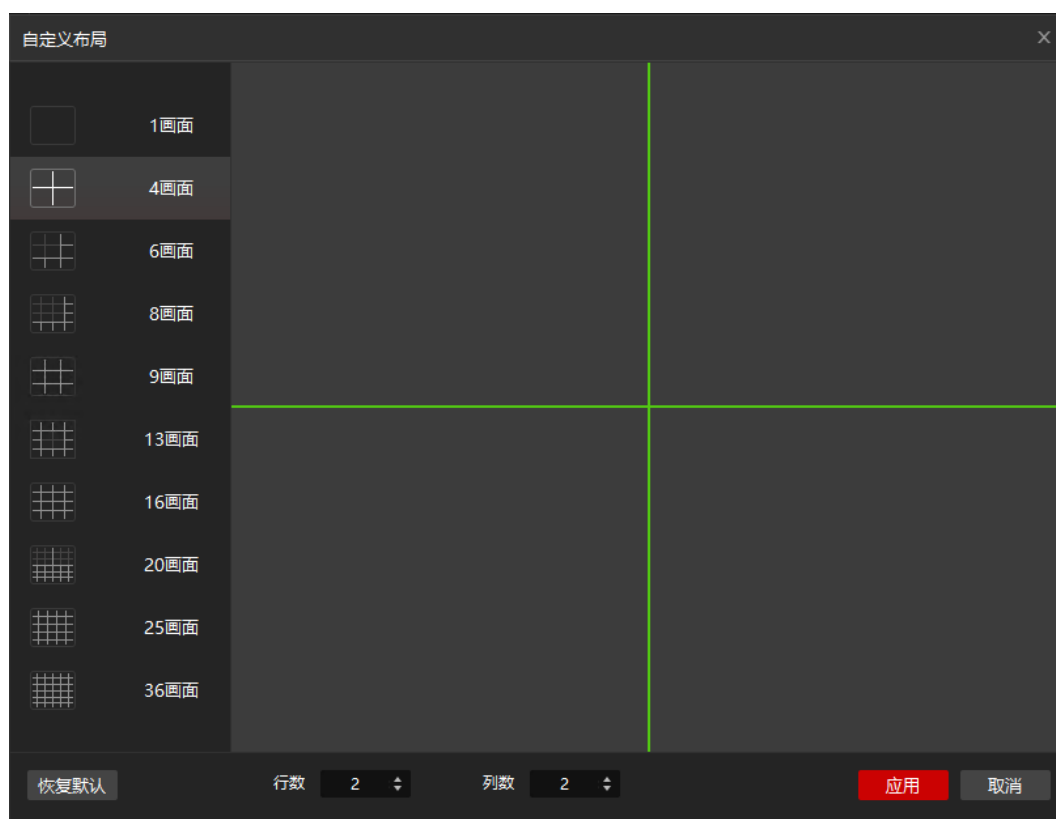 自定义布局
1画面
4画面
6画面
8画面
9画面
13画面
16画面
20画面
25画面
36画面
恢复默认 行数 2 列数 2 应用 取消